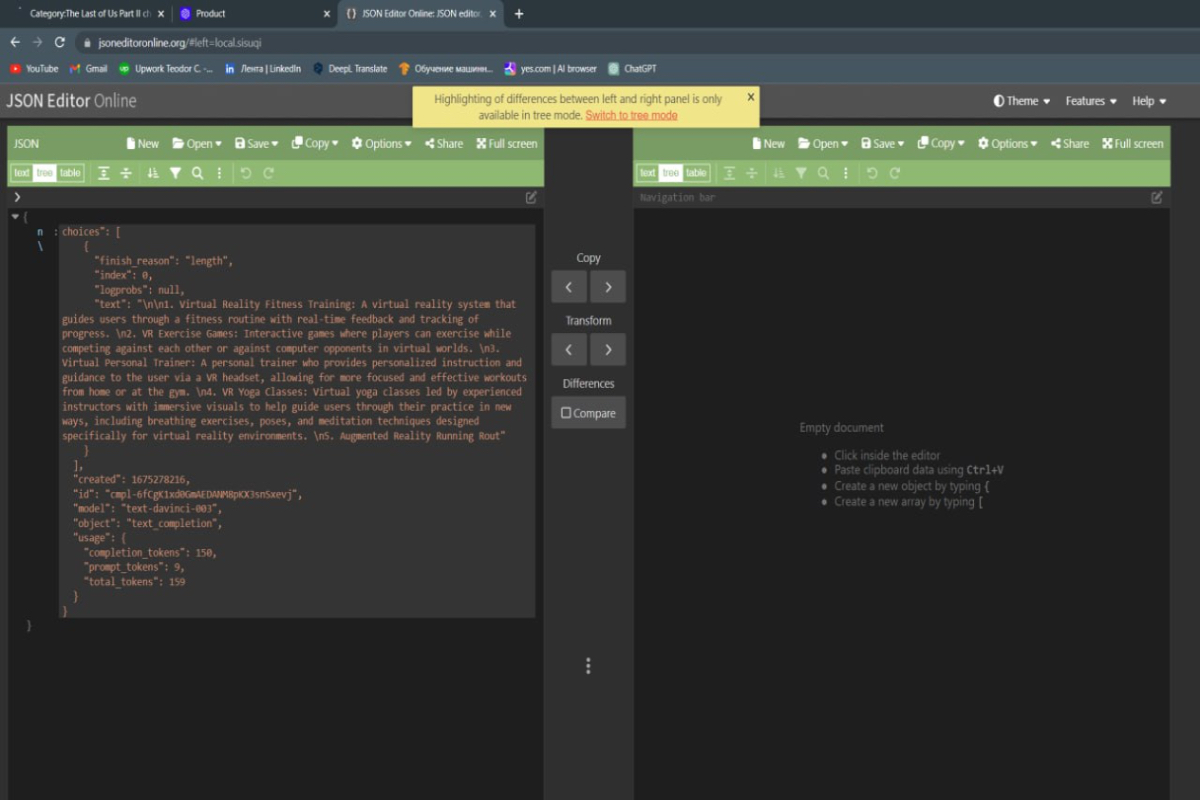 Category:The Last of Us Part II ch
Product
JSON Editor Online: JSON editor
jsoneditoronline.org/#left=local.sisuqi
YouTube Gmail Upwork Teodor C. -... Лента | LinkedIn DeepL Translate Обучение машинн... yes.com | AI browser ChatGPT
JSON Editor Online
Highlighting of differences between left and right panel is only
available in tree mode. Switch to tree mode
X
Theme Features Help
JSON New Open Save Copy Options Share Full screen
text tree table
{
n : choices": [
\ {
"finish_reason": "length",
"index": 0,
"logprobs": null,
"text": "\n\n1. Virtual Reality Fitness Training: A virtual reality system that
guides users through a fitness routine with real-time feedback and tracking of
progress. \n2. VR Exercise Games: Interactive games where players can exercise while
competing against each other or against computer opponents in virtual worlds. \n3.
Virtual Personal Trainer: A personal trainer who provides personalized instruction and
guidance to the user via a VR headset, allowing for more focused and effective workouts
from home or at the gym. \n4. VR Yoga Classes: Virtual yoga classes led by experienced
instructors with immersive visuals to help guide users through their practice in new
ways, including breathing exercises, poses, and meditation techniques designed
specifically for virtual reality environments. \n5. Augmented Reality Running Rout"
}
],
"created": 1675278216,
"id": "cmpl-6fCgK1xd0GmAEDANM8pKX3snSxevj",
"model": "text-davinci-003",
"object": "text_completion",
"usage": {
"completion_tokens": 150,
"prompt_tokens": 9,
"total_tokens": 159
}
}
}
Copy
< >
Transform
< >
Differences
Compare
New Open Save Copy Options Share Full screen
text tree table
Navigation bar
Empty document
Click inside the editor
Paste clipboard data using Ctrl+V
Create a new object by typing {
Create a new array by typing [